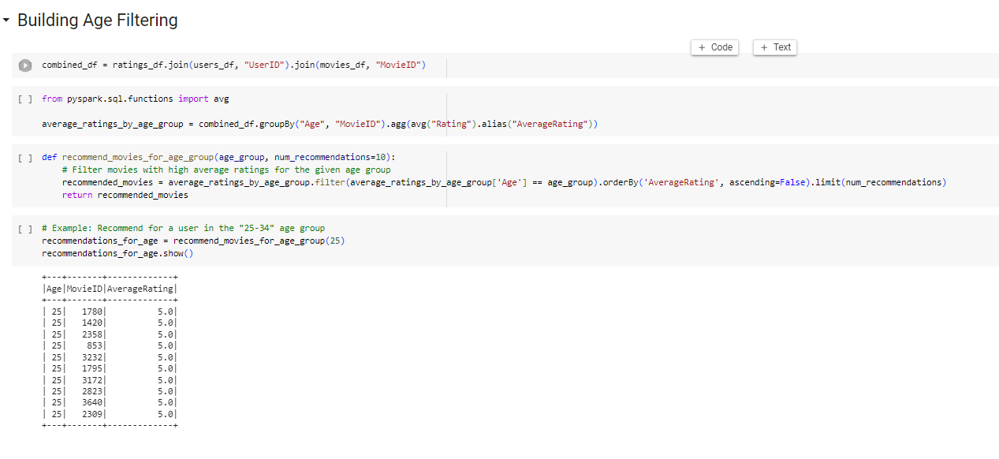 Building Age Filtering
+ Code + Text
combined_df = ratings_df.join(users_df, "UserID").join(movies_df, "MovieID")
[ ] from pyspark.sql.functions import avg
average_ratings_by_age_group = combined_df.groupBy("Age", "MovieID").agg(avg("Rating").alias("AverageRating"))
[ ] def recommend_movies_for_age_group(age_group, num_recommendations=10):
# Filter movies with high average ratings for the given age group
recommended_movies = average_ratings_by_age_group.filter(average_ratings_by_age_group['Age'] == age_group).orderBy('AverageRating', ascending=False).limit(num_recommendations)
return recommended_movies
[ ] # Example: Recommend for a user in the "25-34" age group
recommendations_for_age = recommend_movies_for_age_group(25)
recommendations_for_age.show()
+---+-------+-------------+
|Age|MovieID|AverageRating|
+---+-------+-------------+
| 25|   1780|          5.0|
| 25|   1420|          5.0|
| 25|   2358|          5.0|
| 25|    853|          5.0|
| 25|   3232|          5.0|
| 25|   1795|          5.0|
| 25|   3172|          5.0|
| 25|   2823|          5.0|
| 25|   3640|          5.0|
| 25|   2309|          5.0|
+---+-------+-------------+